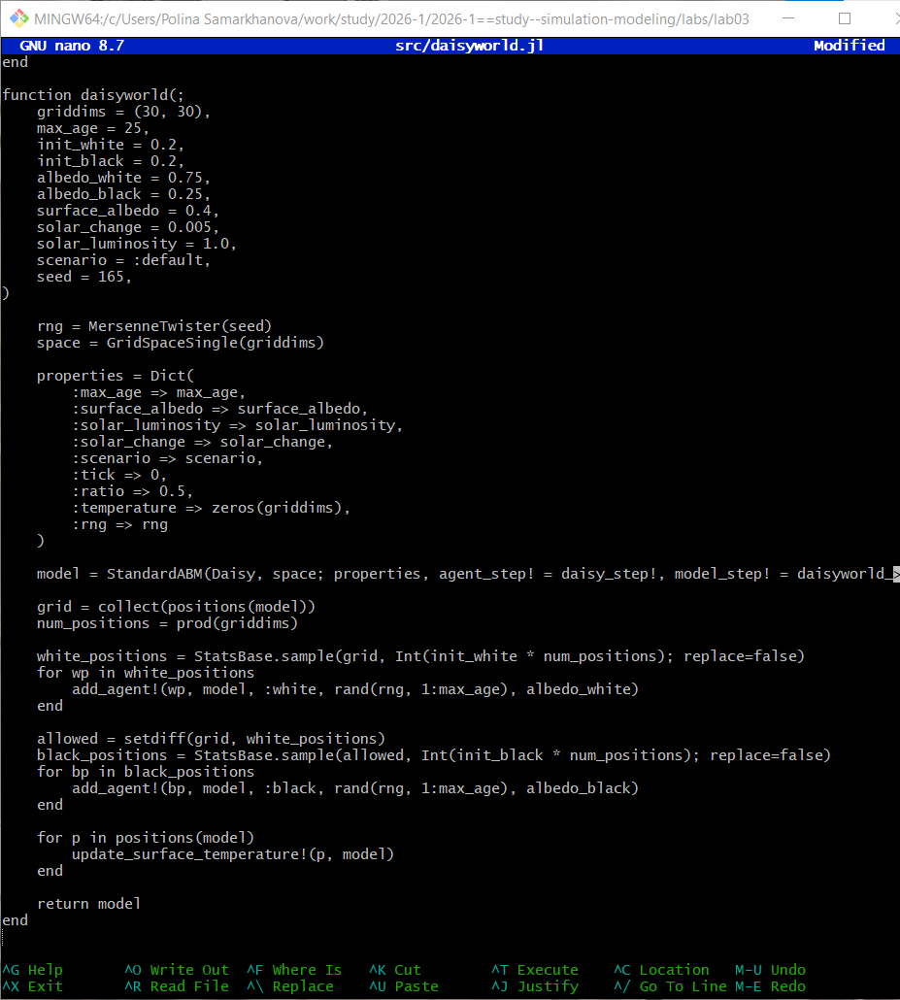 MINGW64:/c/Users/Polina Samarkhanova/work/study/2026-1/2026-1==study--simulation-modeling/labs/lab03
GNU nano 8.7 src/daisyworld.jl Modified
end
function daisyworld(;
    griddims = (30, 30),
    max_age = 25,
    init_white = 0.2,
    init_black = 0.2,
    albedo_white = 0.75,
    albedo_black = 0.25,
    surface_albedo = 0.4,
    solar_change = 0.005,
    solar_luminosity = 1.0,
    scenario = :default,
    seed = 165,
)
    rng = MersenneTwister(seed)
    space = GridSpaceSingle(griddims)
    properties = Dict(
        :max_age => max_age,
        :surface_albedo => surface_albedo,
        :solar_luminosity => solar_luminosity,
        :solar_change => solar_change,
        :scenario => scenario,
        :tick => 0,
        :ratio => 0.5,
        :temperature => zeros(griddims),
        :rng => rng
    )
    model = StandardABM(Daisy, space; properties, agent_step! = daisy_step!, model_step! = daisyworld_>
    grid = collect(positions(model))
    num_positions = prod(griddims)
    white_positions = StatsBase.sample(grid, Int(init_white * num_positions); replace=false)
    for wp in white_positions
        add_agent!(wp, model, :white, rand(rng, 1:max_age), albedo_white)
    end
    allowed = setdiff(grid, white_positions)
    black_positions = StatsBase.sample(allowed, Int(init_black * num_positions); replace=false)
    for bp in black_positions
        add_agent!(bp, model, :black, rand(rng, 1:max_age), albedo_black)
    end
    for p in positions(model)
        update_surface_temperature!(p, model)
    end
    return model
end
^G Help ^O Write Out ^F Where Is ^K Cut ^T Execute ^C Location M-U Undo
^X Exit ^R Read File ^\ Replace ^U Paste ^J Justify ^/ Go To Line M-E Redo